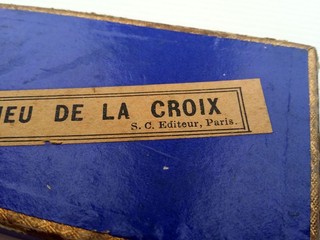 JEU DE LA CROIX
S. C. Editeur, Paris.